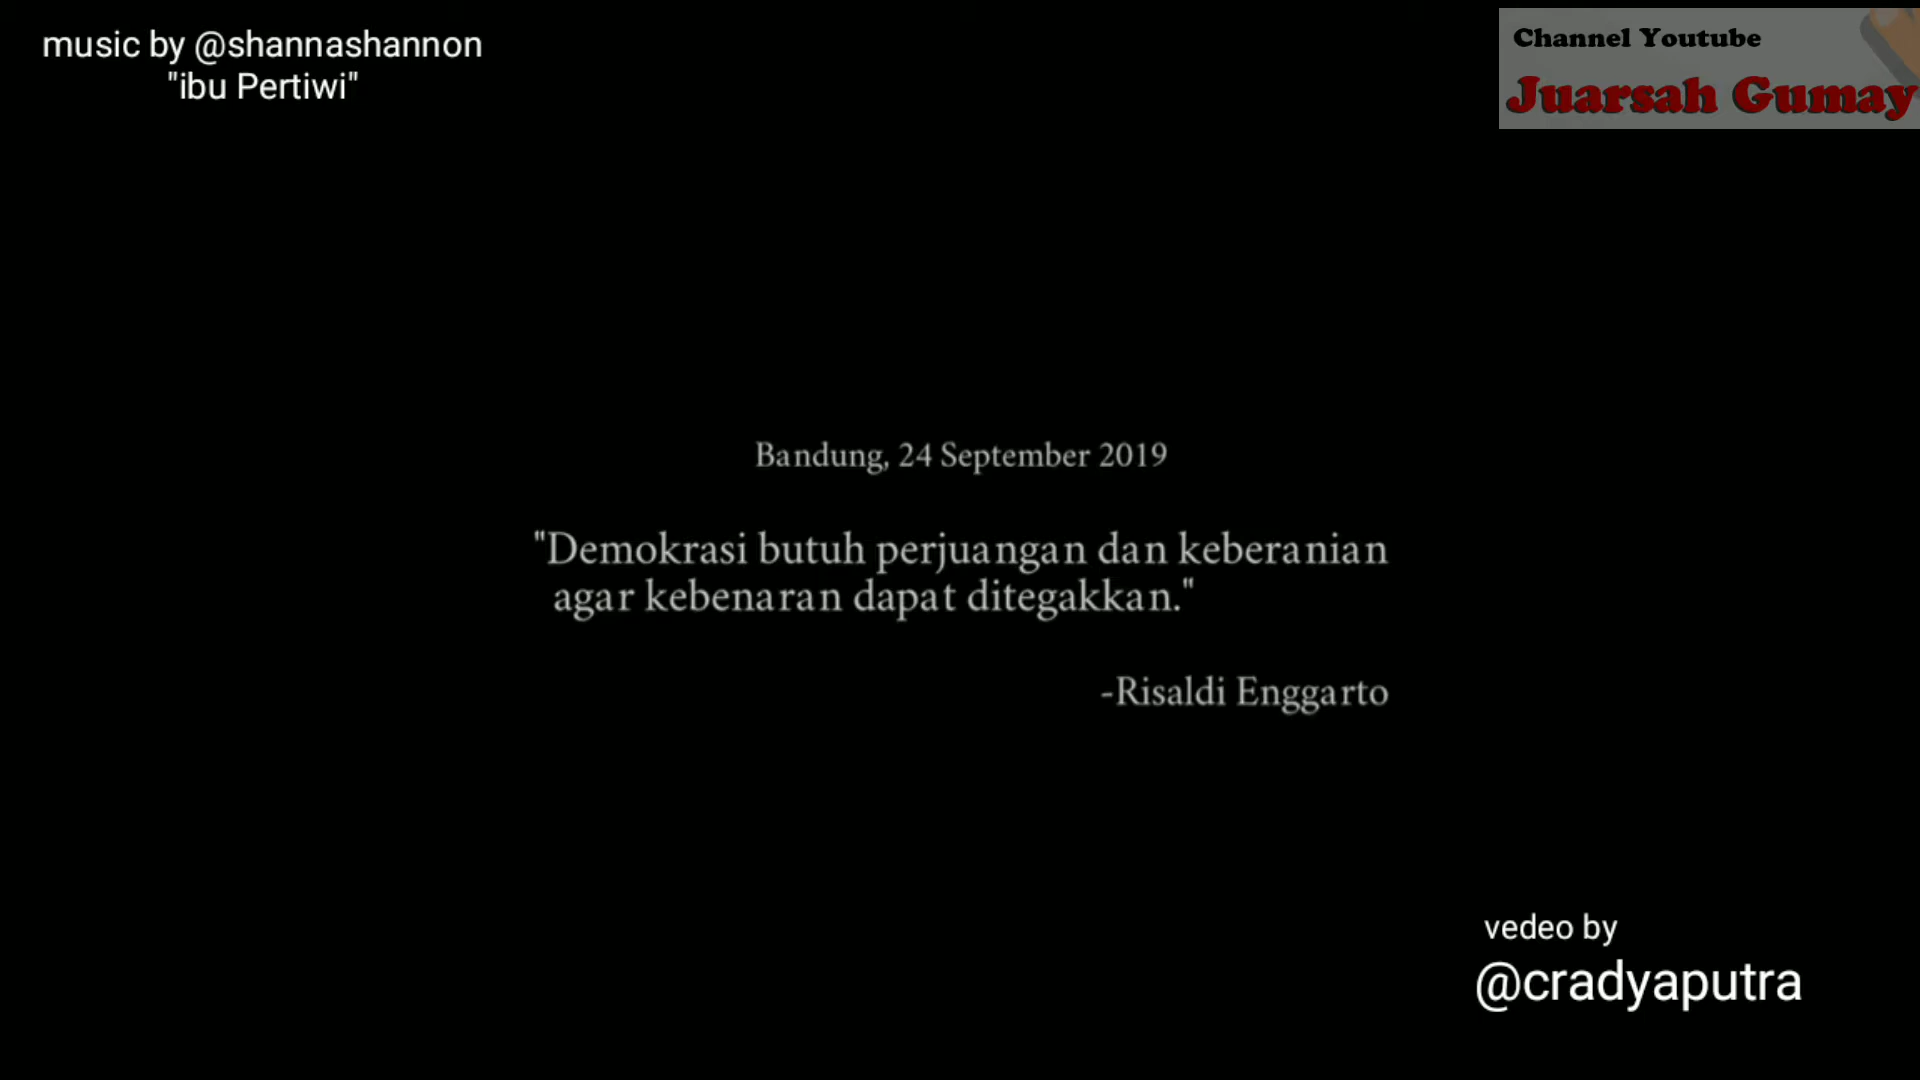 music by @shannashannon
"ibu Pertiwi"
Channel Youtube
Juarsah Gumay
Bandung, 24 September 2019
"Demokrasi butuh perjuangan dan keberanian
agar kebenaran dapat ditegakkan."
-Risaldi Enggarto
vedeo by
@cradyaputra